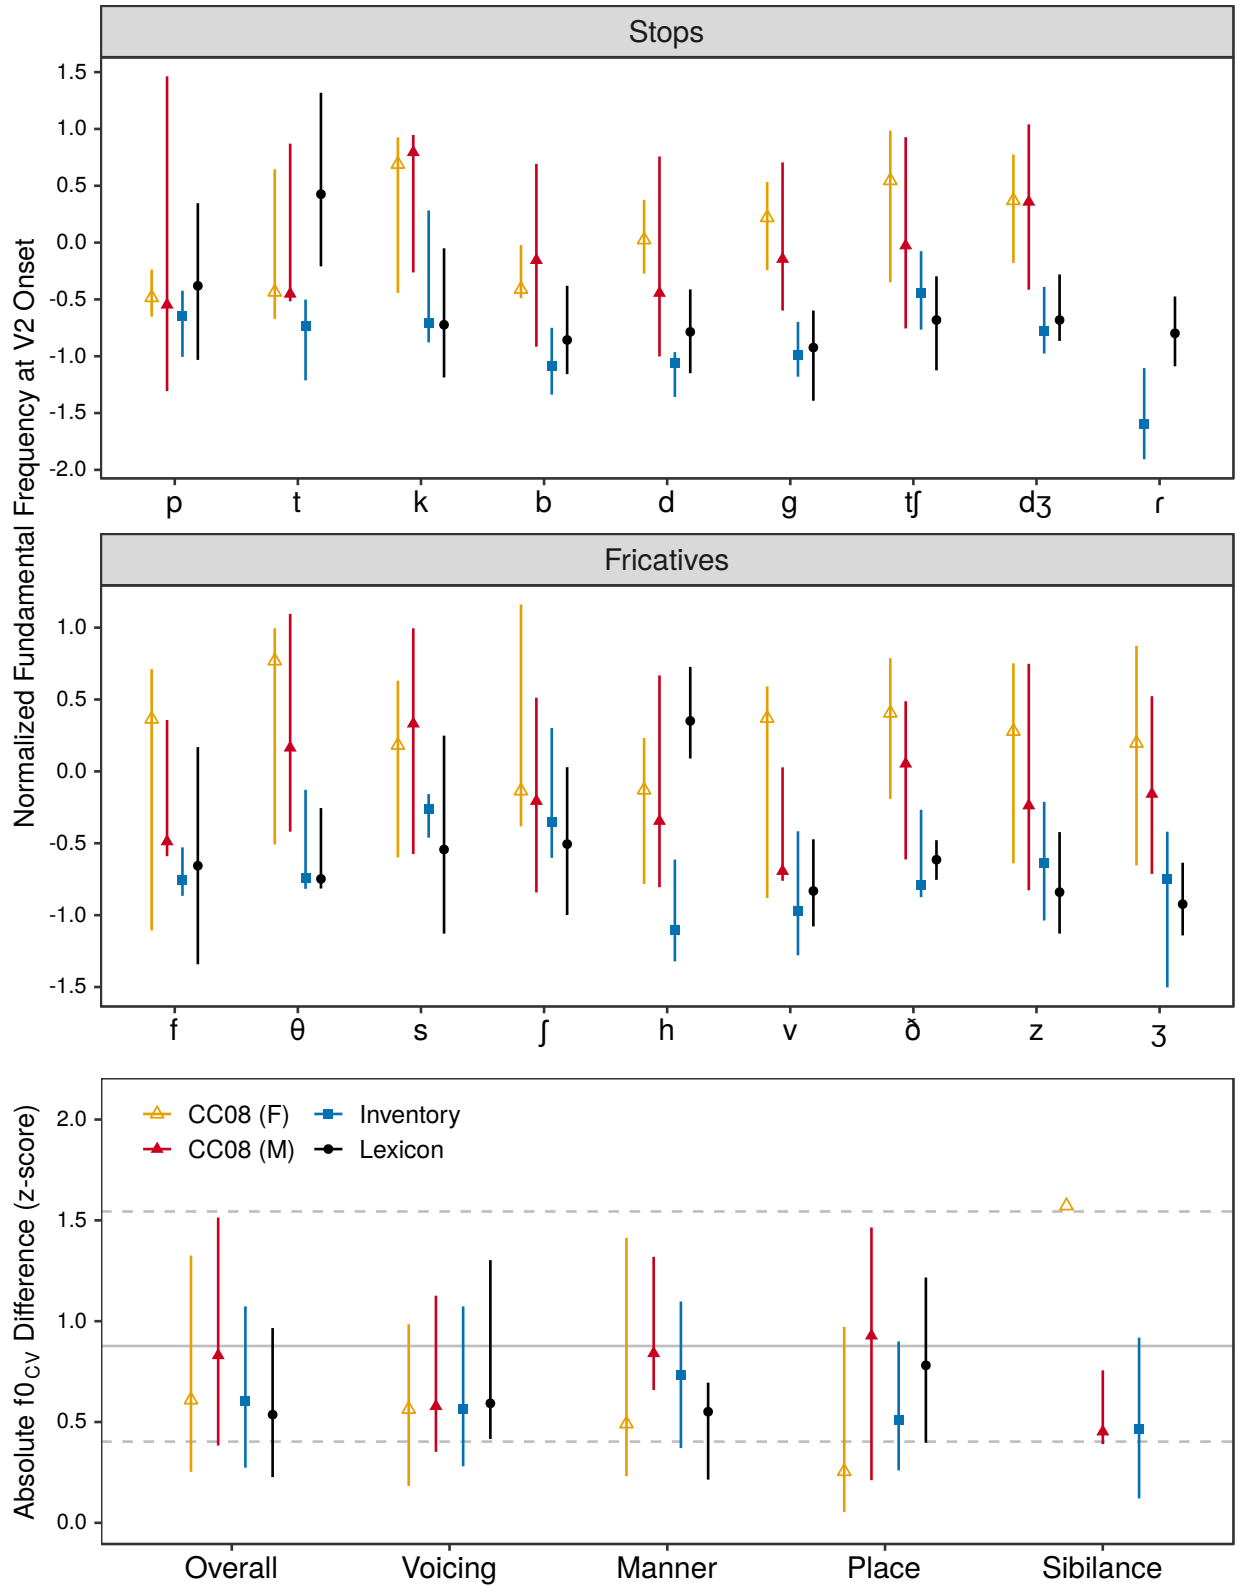 Stops
Normalized Fundamental Frequency at V2 Onset
1.5
1.0
0.5
0.0
-0.5
-1.0
-1.5
-2.0
p t k b d g tʃ dʒ ɾ
Fricatives
1.0
0.5
0.0
-0.5
-1.0
-1.5
f θ s ʃ h v ð z ʒ
Absolute f0CV Difference (z-score)
2.0
1.5
1.0
0.5
0.0
CC08 (F) Inventory
CC08 (M) Lexicon
Overall Voicing Manner Place Sibilance